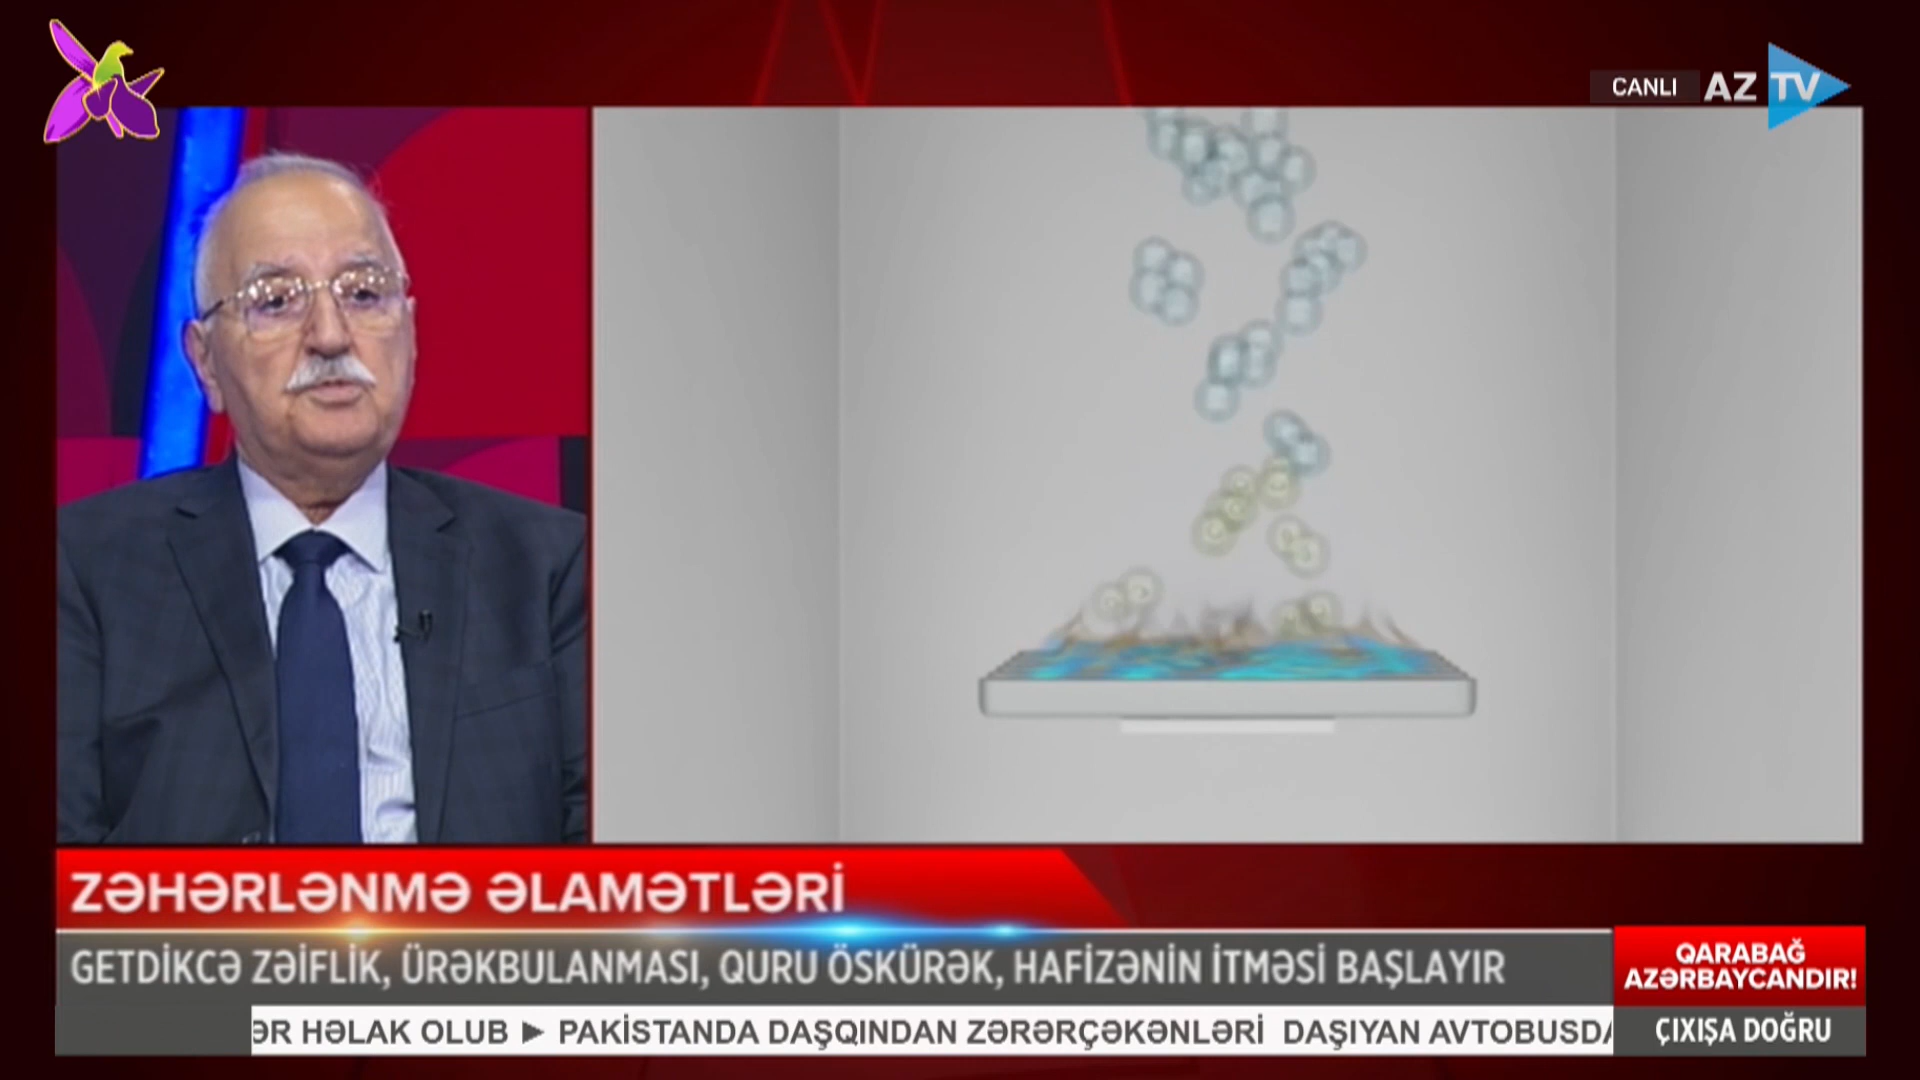 CANLI
AZ TV
ZƏHƏRLƏNMƏ ƏLAMƏTLƏRİ
GETDİKCƏ ZƏİFLİK, ÜRƏKBULANMASI, QURU ÖSKÜRƏK, HAFİZƏNİN İTMƏSİ BAŞLAYIR
QARABAĞ
AZƏRBAYCANDIR!
ƏR HƏLAK OLUB ► PAKİSTANDA DAŞQINDAN ZƏRƏRÇƏKƏNLƏRİ DAŞIYAN AVTOBUSDA
ÇIXIŞA DOĞRU